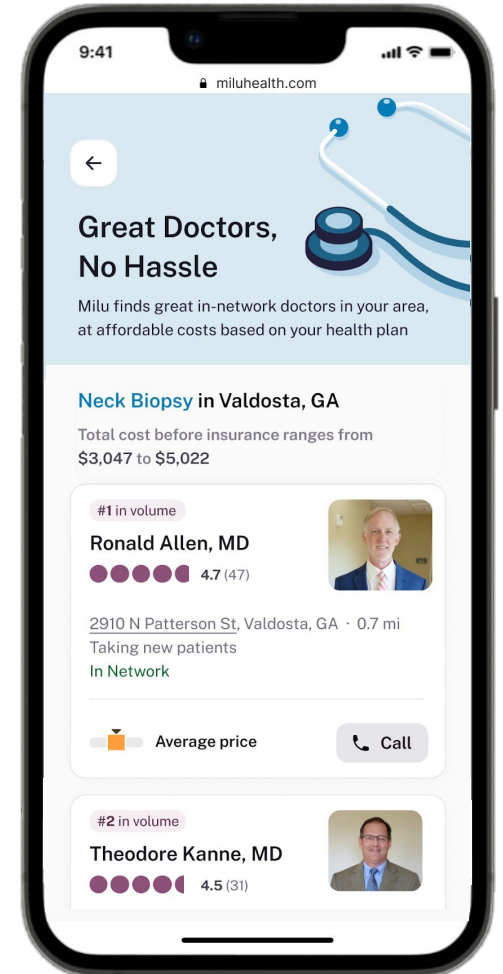 9:41
miluhealth.com
Great Doctors,
No Hassle
Milu finds great in-network doctors in your area,
at affordable costs based on your health plan
Neck Biopsy in Valdosta, GA
Total cost before insurance ranges from
$3,047 to $5,022
#1 in volume
Ronald Allen, MD
4.7 (47)
2910 N Patterson St, Valdosta, GA · 0.7 mi
Taking new patients
In Network
Average price
Call
#2 in volume
Theodore Kanne, MD
4.5 (31)